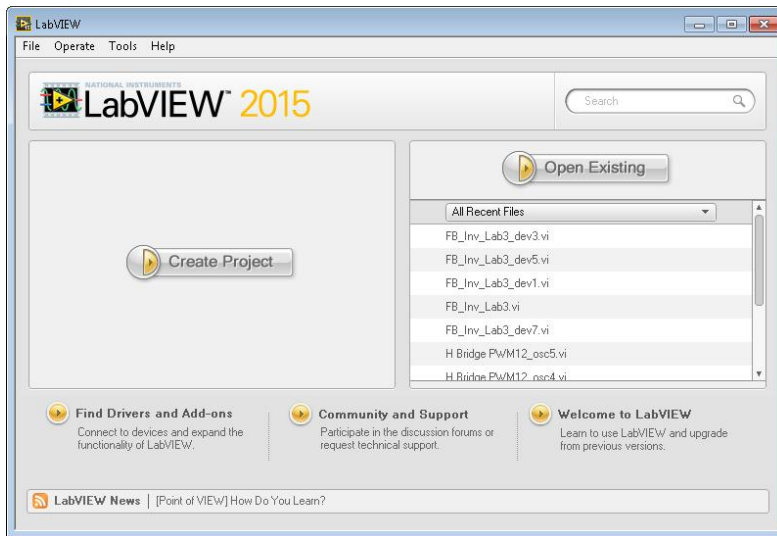 LabVIEW
File Operate Tools Help
NATIONAL INSTRUMENTS
LabVIEW™ 2015
Search
Create Project
Open Existing
All Recent Files
FB_Inv_Lab3_dev3.vi
FB_Inv_Lab3_dev5.vi
FB_Inv_Lab3_dev1.vi
FB_Inv_Lab3.vi
FB_Inv_Lab3_dev7.vi
H Bridge PWM12_osc5.vi
H Bridge PWM12_osc4.vi
Find Drivers and Add-ons
Connect to devices and expand the
functionality of LabVIEW.
Community and Support
Participate in the discussion forums or
request technical support.
Welcome to LabVIEW
Learn to use LabVIEW and upgrade
from previous versions.
LabVIEW News | [Point of VIEW] How Do You Learn?